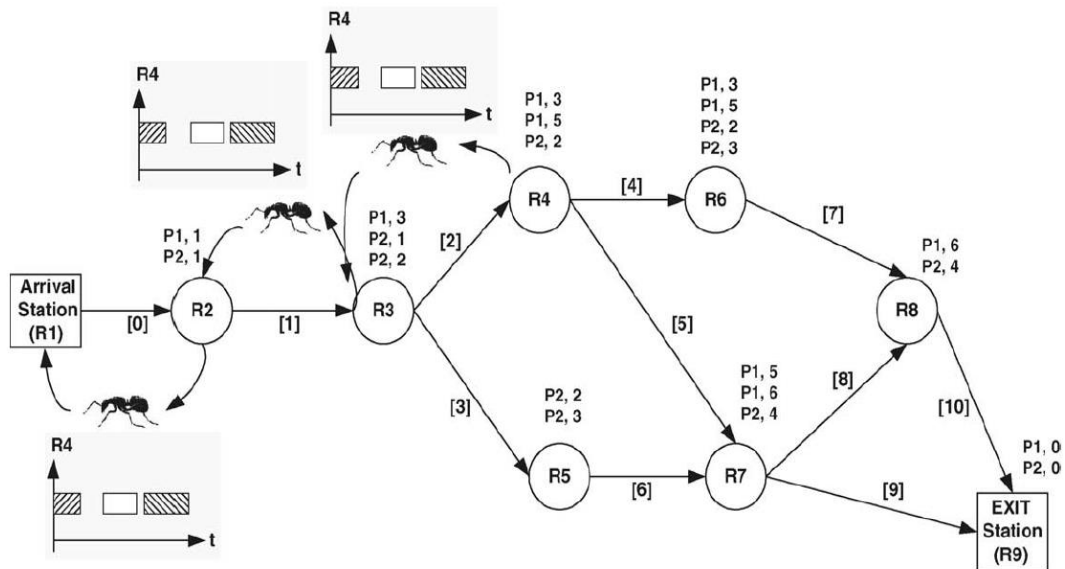 R4
t
R4
t
P1, 3
P1, 5
P2, 2
P1, 3
P1, 5
P2, 2
P2, 3
R4
[4]
R6
[7]
P1, 1
P2, 1
P1, 3
P2, 1
P2, 2
[2]
P1, 6
P2, 4
Arrival
Station
(R1)
[0]
R2
[1]
R3
R8
[5]
[3]
P2, 2
P2, 3
P1, 5
P1, 6
P2, 4
[8]
[10]
R5
[6]
R7
[9]
P1, 0
P2, 0
EXIT
Station
(R9)
R4
t